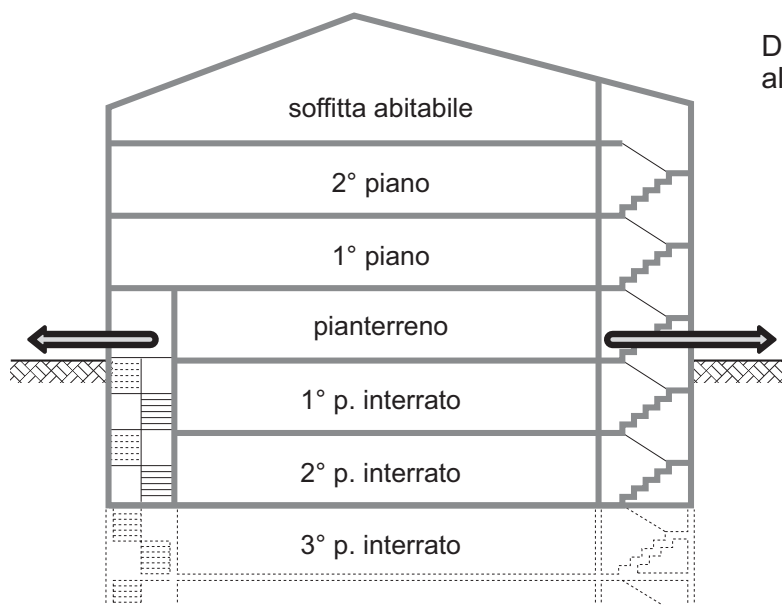 D
al
soffitta abitabile
2° piano
1° piano
pianterreno
1° p. interrato
2° p. interrato
3° p. interrato